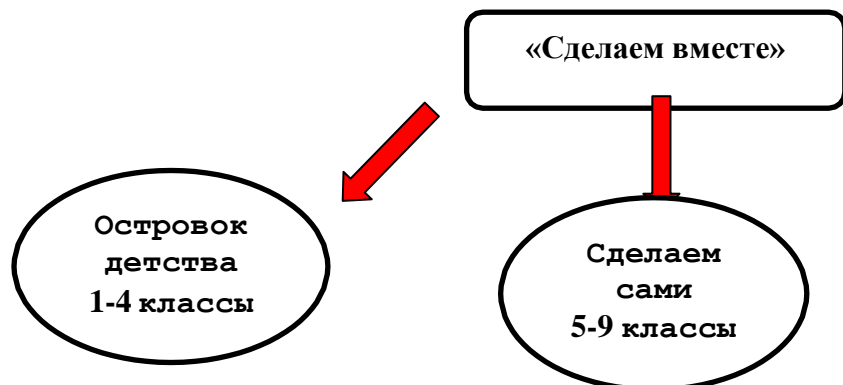 «Сделаем вместе»
Островок
детства
1-4 классы
Сделаем
сами
5-9 классы